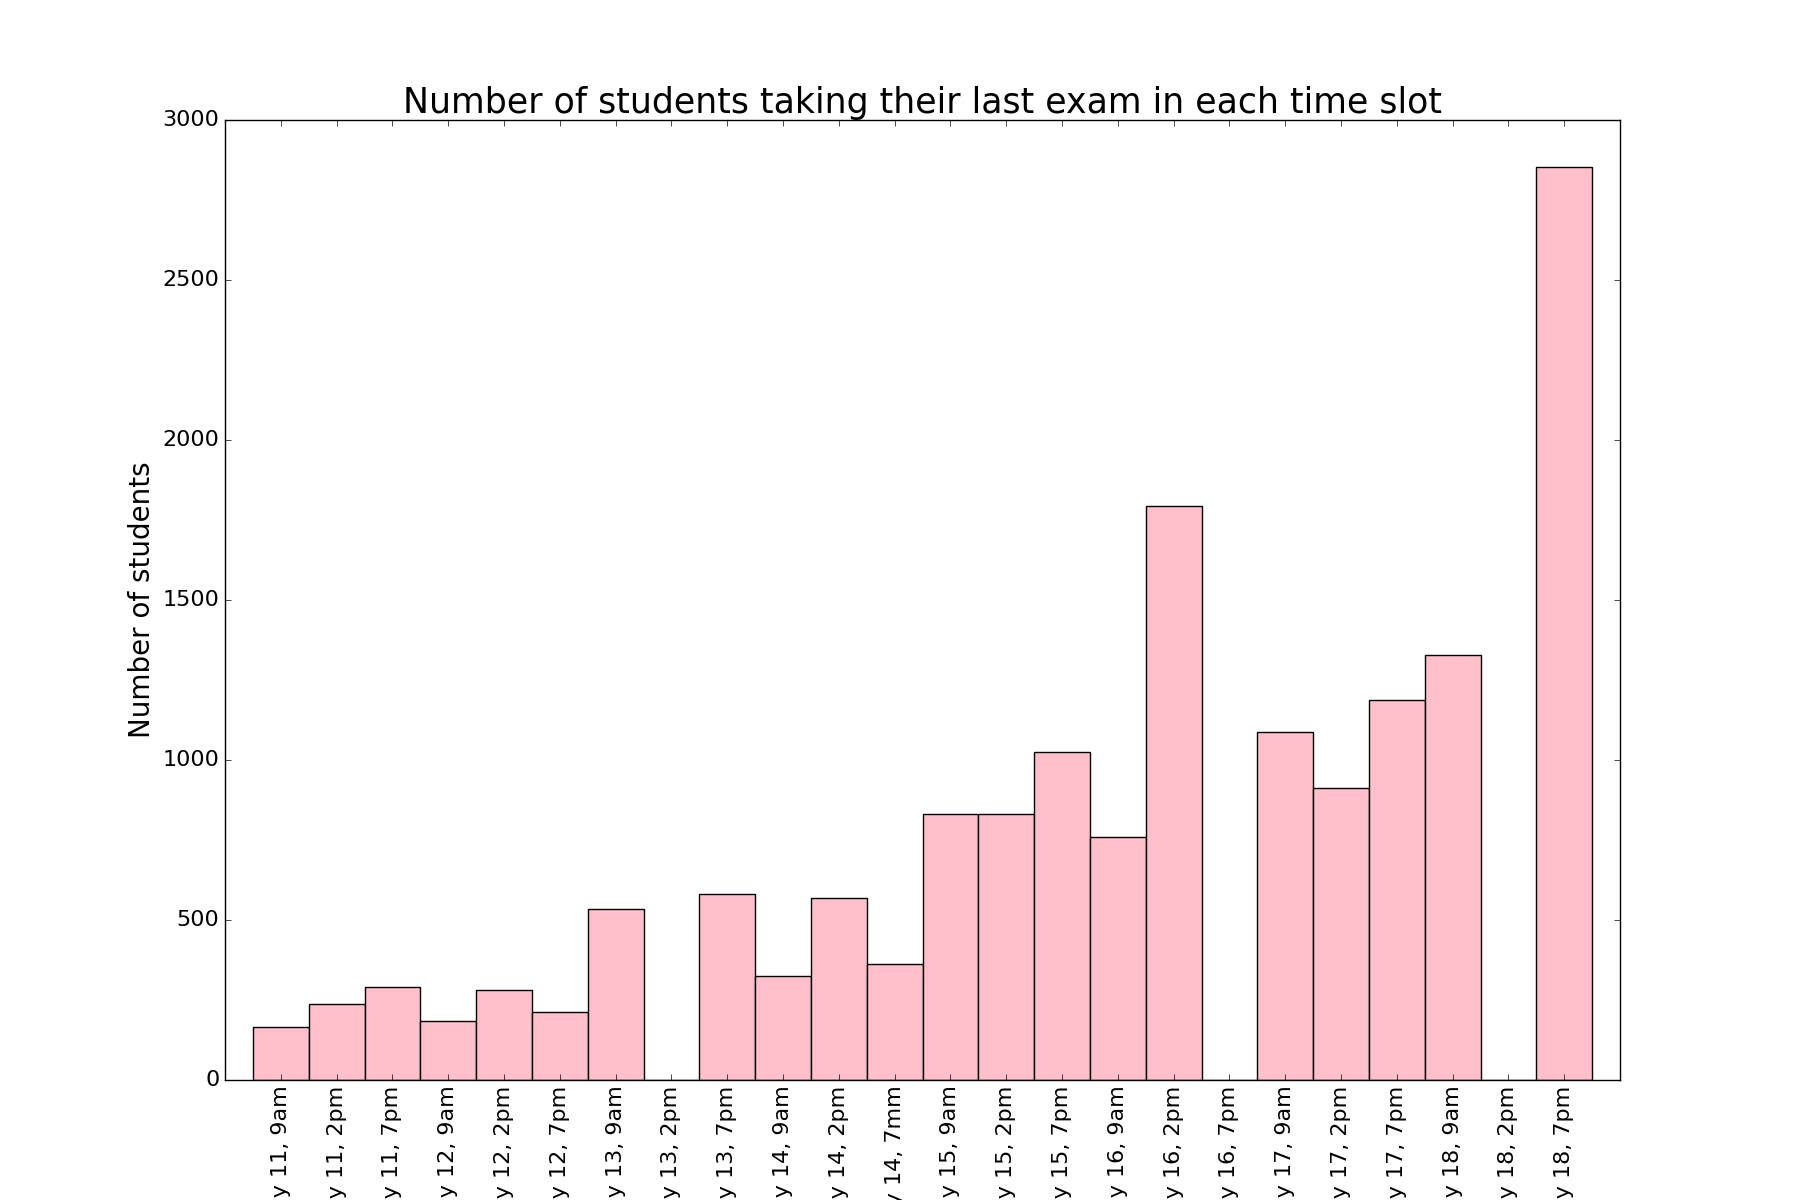 Number of students taking their last exam in each time slot
Number of students
3000
2500
2000
1500
1000
500
0
y 11, 9am
y 11, 2pm
y 11, 7pm
y 12, 9am
y 12, 2pm
y 12, 7pm
y 13, 9am
y 13, 2pm
y 13, 7pm
y 14, 9am
y 14, 2pm
y 14, 7mm
y 15, 9am
y 15, 2pm
y 15, 7pm
y 16, 9am
y 16, 2pm
y 16, 7pm
y 17, 9am
y 17, 2pm
y 17, 7pm
y 18, 9am
y 18, 2pm
y 18, 7pm